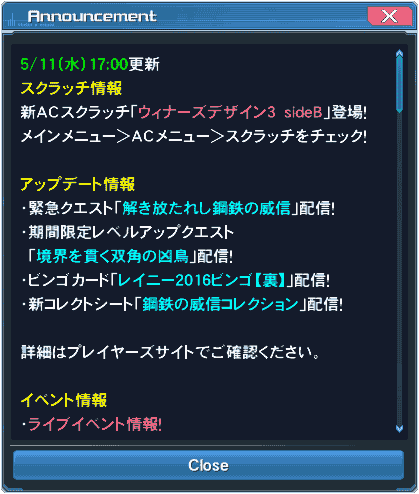 Announcement
5/11(水)17:00更新
スクラッチ情報
新ACスクラッチ「ウィナーズデザイン3 sideB」登場!
メインメニュー>ACメニュー>スクラッチをチェック!
アップデート情報
・緊急クエスト「解き放たれし鋼鉄の威信」配信!
・期間限定レベルアップクエスト
「境界を貫く双角の凶鳥」配信!
・ビンゴカード「レイニー2016ビンゴ【裏】」配信!
・新コレクトシート「鋼鉄の威信コレクション」配信!
詳細はプレイヤーズサイトでご確認ください。
イベント情報
・ライブイベント情報!
Close